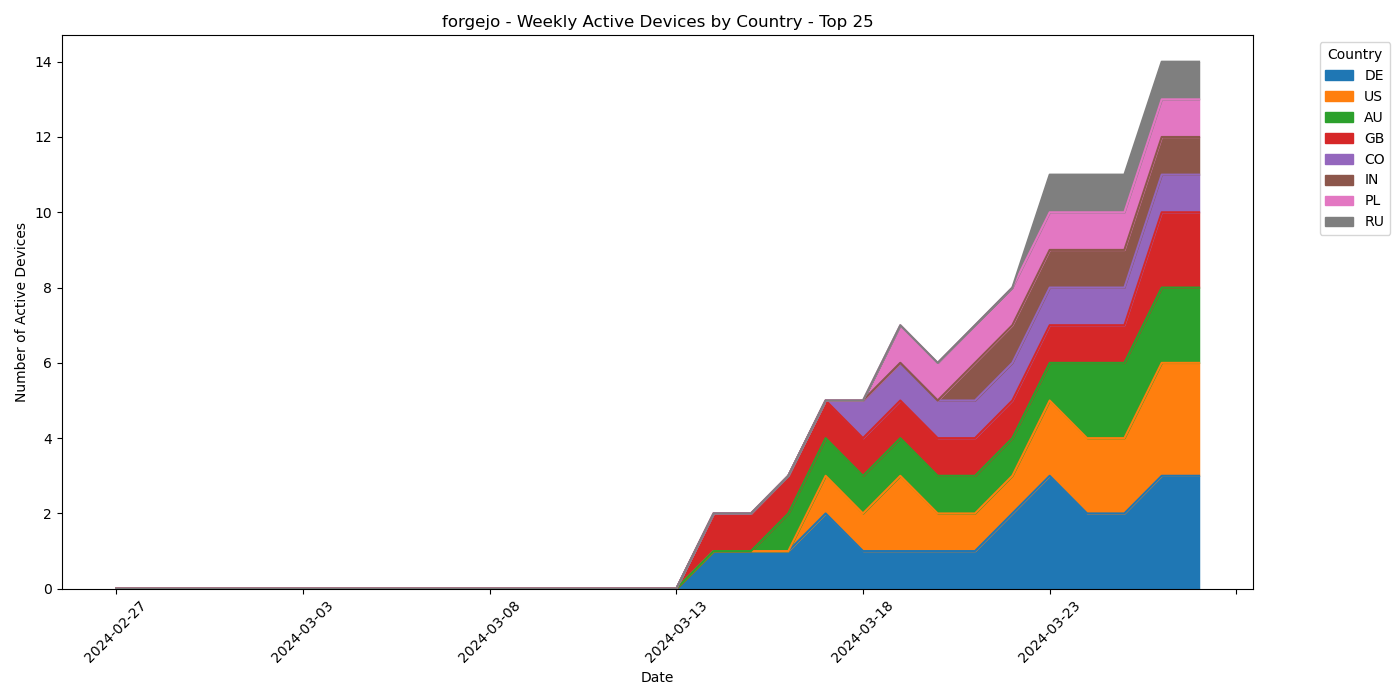 forgejo - Weekly Active Devices by Country - Top 25
Number of Active Devices
14
12
10
8
6
4
2
0
2024-02-27
2024-03-03
2024-03-08
2024-03-13
2024-03-18
2024-03-23
Date
Country
DE
US
AU
GB
CO
IN
PL
RU